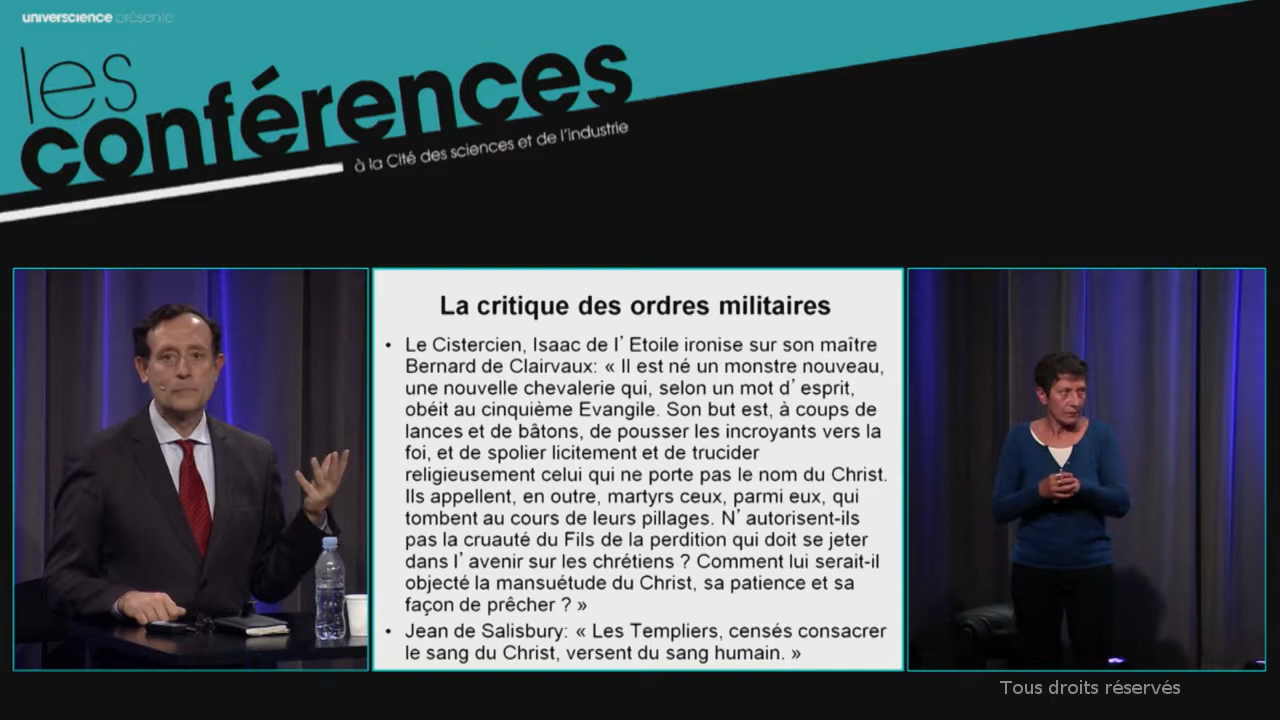 universcience présente
les
conférences
à la Cité des sciences et de l'industrie
La critique des ordres militaires
• Le Cistercien, Isaac de l' Etoile ironise sur son maître
Bernard de Clairvaux: « Il est né un monstre nouveau,
une nouvelle chevalerie qui, selon un mot d' esprit,
obéit au cinquième Evangile. Son but est, à coups de
lances et de bâtons, de pousser les incroyants vers la
foi, et de spolier licitement et de trucider
religieusement celui qui ne porte pas le nom du Christ.
Ils appellent, en outre, martyrs ceux, parmi eux, qui
tombent au cours de leurs pillages. N' autorisent-ils
pas la cruauté du Fils de la perdition qui doit se jeter
dans l' avenir sur les chrétiens ? Comment lui serait-il
objecté la mansuétude du Christ, sa patience et sa
façon de prêcher ? »
• Jean de Salisbury: « Les Templiers, censés consacrer
le sang du Christ, versent du sang humain. »
Tous droits réservés